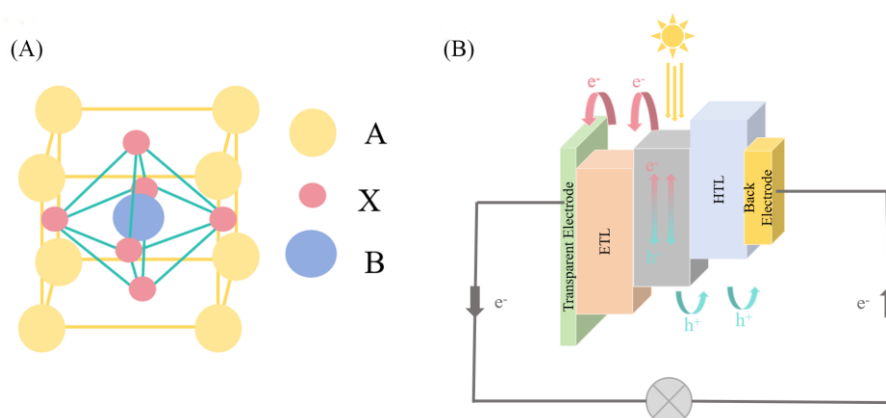 (A)
A
X
B
(B)
e-
e-
Transparent Electrode
ETL
e-
h-
HTL
Back
Electrode
h+
h+
e-
e-